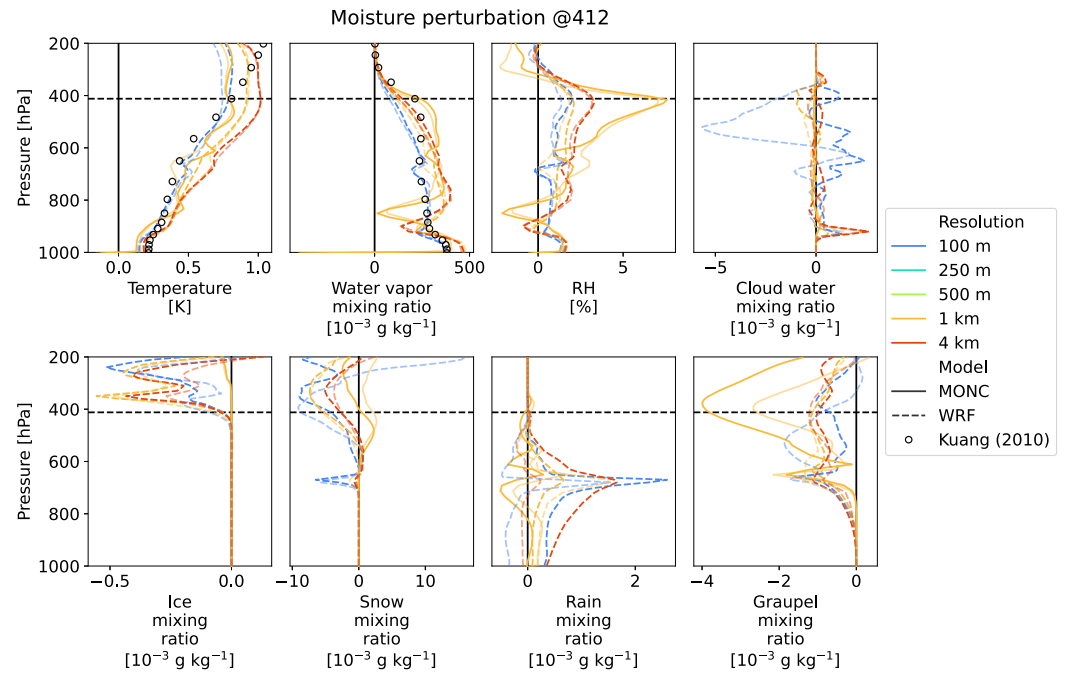 Moisture perturbation @412
Pressure [hPa]
200
400
600
800
1000
0.0
0.5
1.0
Temperature
[K]
0
500
Water vapor
mixing ratio
[10⁻³ g kg⁻¹]
0
5
RH
[%]
−5
0
Cloud water
mixing ratio
[10⁻³ g kg⁻¹]
Resolution
100 m
250 m
500 m
1 km
4 km
Model
MONC
WRF
Kuang (2010)
Pressure [hPa]
200
400
600
800
1000
−0.5
0.0
Ice
mixing
ratio
[10⁻³ g kg⁻¹]
−10
0
10
Snow
mixing
ratio
[10⁻³ g kg⁻¹]
0
2
Rain
mixing
ratio
[10⁻³ g kg⁻¹]
−4
−2
0
Graupel
mixing
ratio
[10⁻³ g kg⁻¹]